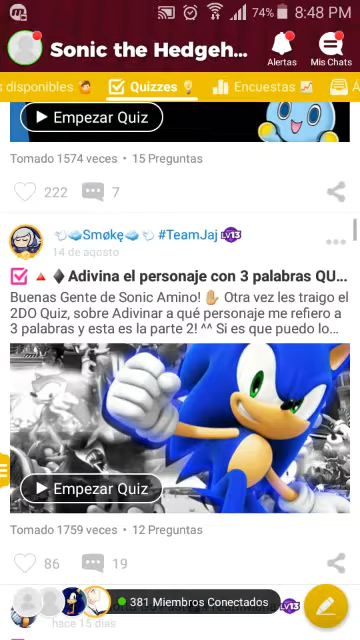 74% 8:48 PM
Sonic the Hedgeh...
Alertas
Mis Chats
s disponibles
Quizzes
Encuestas
Empezar Quiz
Tomado 1574 veces • 15 Preguntas
222
7
Smøkę #TeamJaj LV13
14 de agosto
Adivina el personaje con 3 palabras QU...
Buenas Gente de Sonic Amino! ✋ Otra vez les traigo el
2DO Quiz, sobre Adivinar a qué personaje me refiero a
3 palabras y esta es la parte 2! ^^ Si es que puedo lo...
Empezar Quiz
Tomado 1759 veces • 12 Preguntas
86
19
381 Miembros Conectados
LV13
hace 15 días